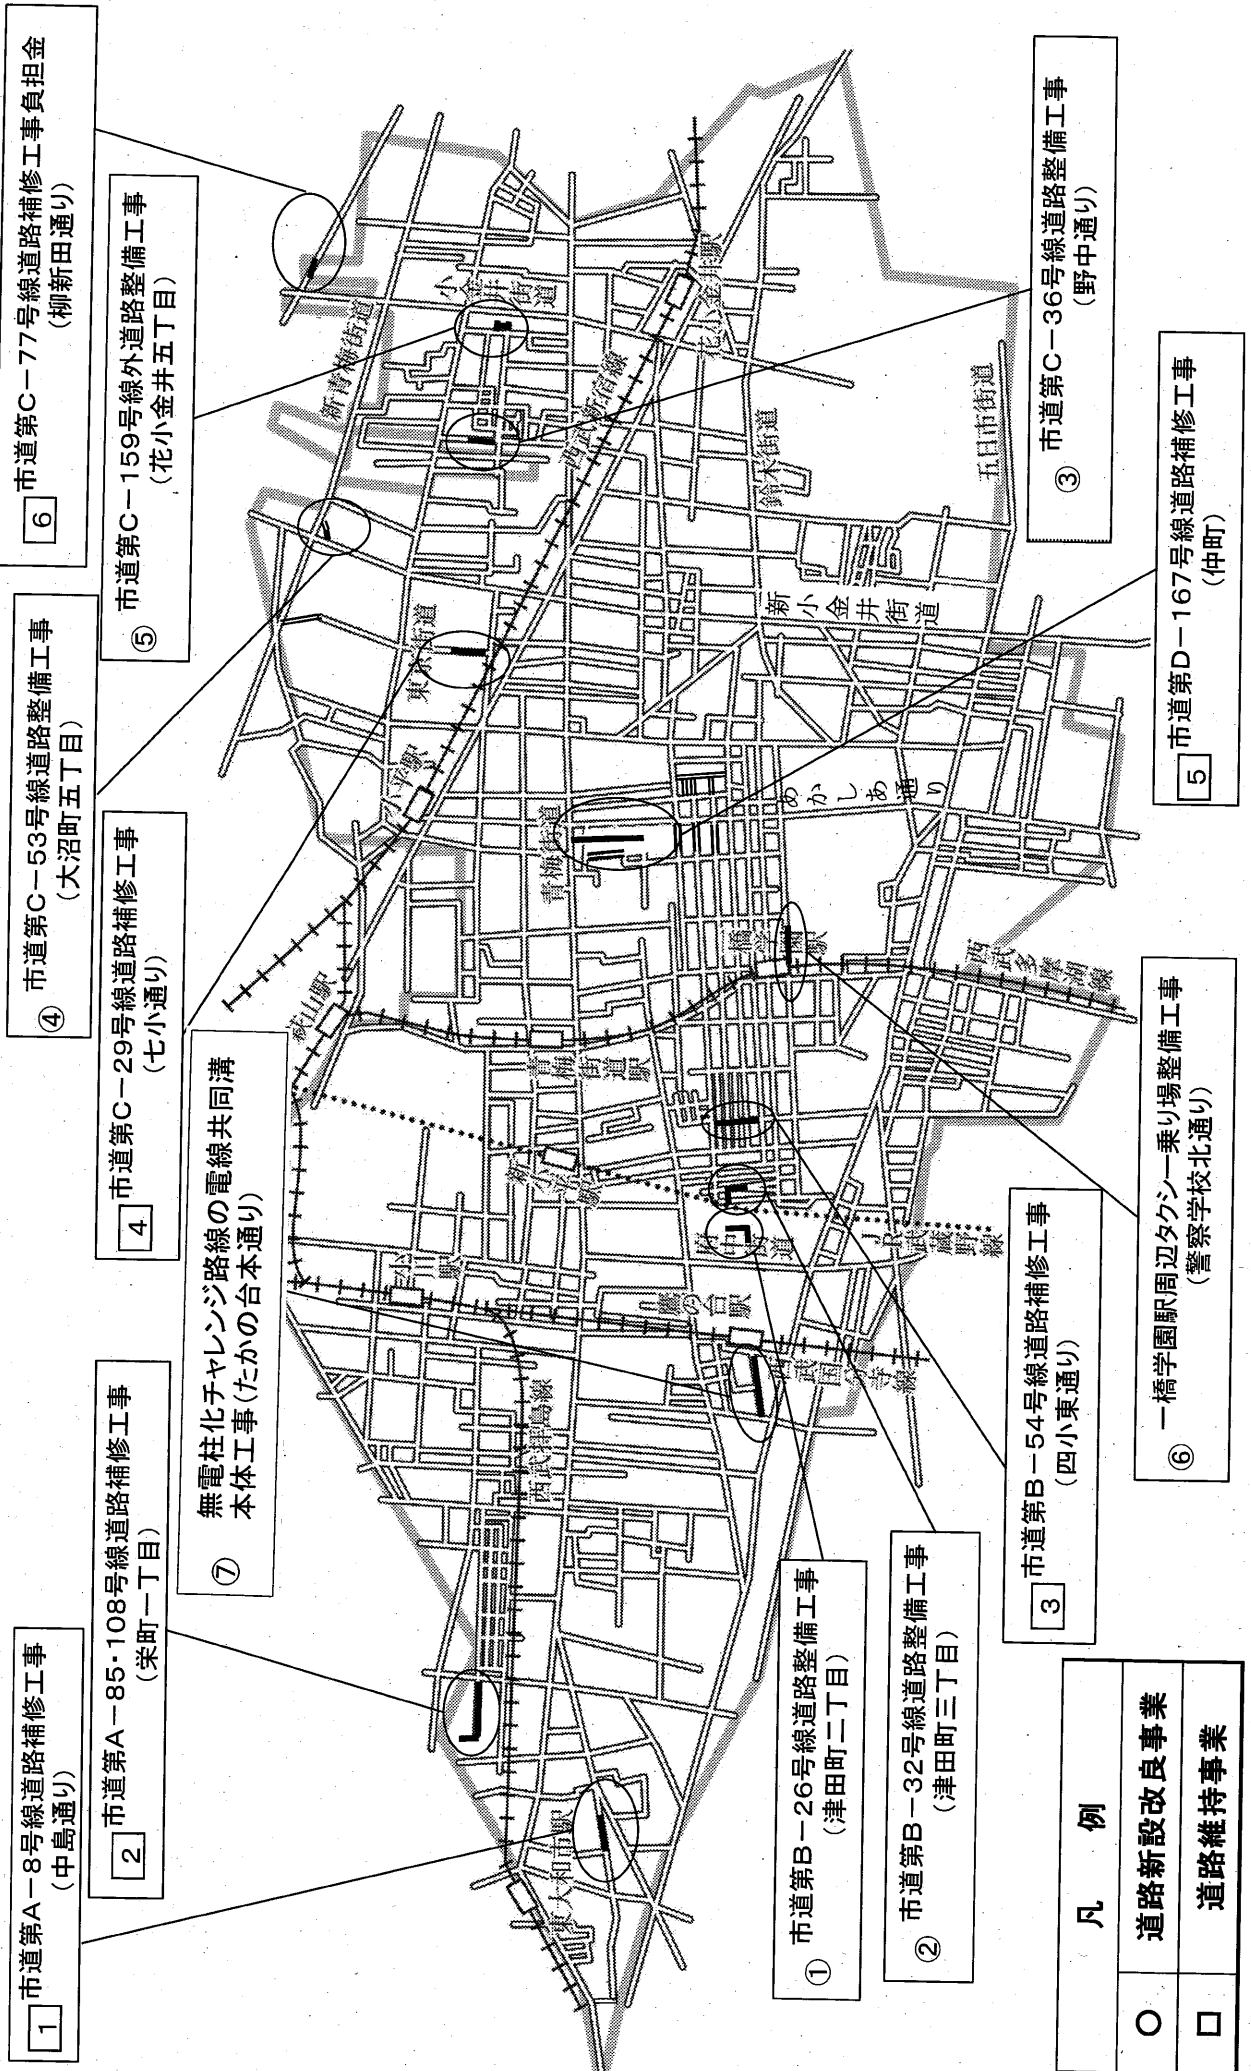 1 市道第A-8号線道路補修工事
(中島通り)
2 市道第A-85・108号線道路補修工事
(栄町一丁目)
⑦ 無電柱化チャレンジ路線の電線共同溝
本体工事(たかの台本通り)
4 市道第C-29号線道路補修工事
(七小通り)
④ 市道第C-53号線道路整備工事
(大沼町五丁目)
⑤ 市道第C-159号線外道路整備工事
(花小金井五丁目)
6 市道第C-77号線道路補修工事負担金
(柳新田通り)
新青梅街道
小金井街道
東京街道
小平駅
萩山駅
西武新宿線
花小金井駅
青梅街道
青梅街道駅
新小平駅
小川駅
西武拝島線
東大和市駅
鷹の台駅
西武国分寺線
府中街道
JR武蔵野線
一橋学園駅
西武多摩湖線
あかしあ通り
新小金井街道
鈴木街道
五日市街道
① 市道第B-26号線道路整備工事
(津田町二丁目)
② 市道第B-32号線道路整備工事
(津田町三丁目)
3 市道第B-54号線道路補修工事
(四小東通り)
⑥ 一橋学園駅周辺タクシー乗り場整備工事
(警察学校北通り)
5 市道第D-167号線道路補修工事
(仲町)
③ 市道第C-36号線道路整備工事
(野中通り)
凡 例
○ 道路新設改良事業
□ 道路維持事業